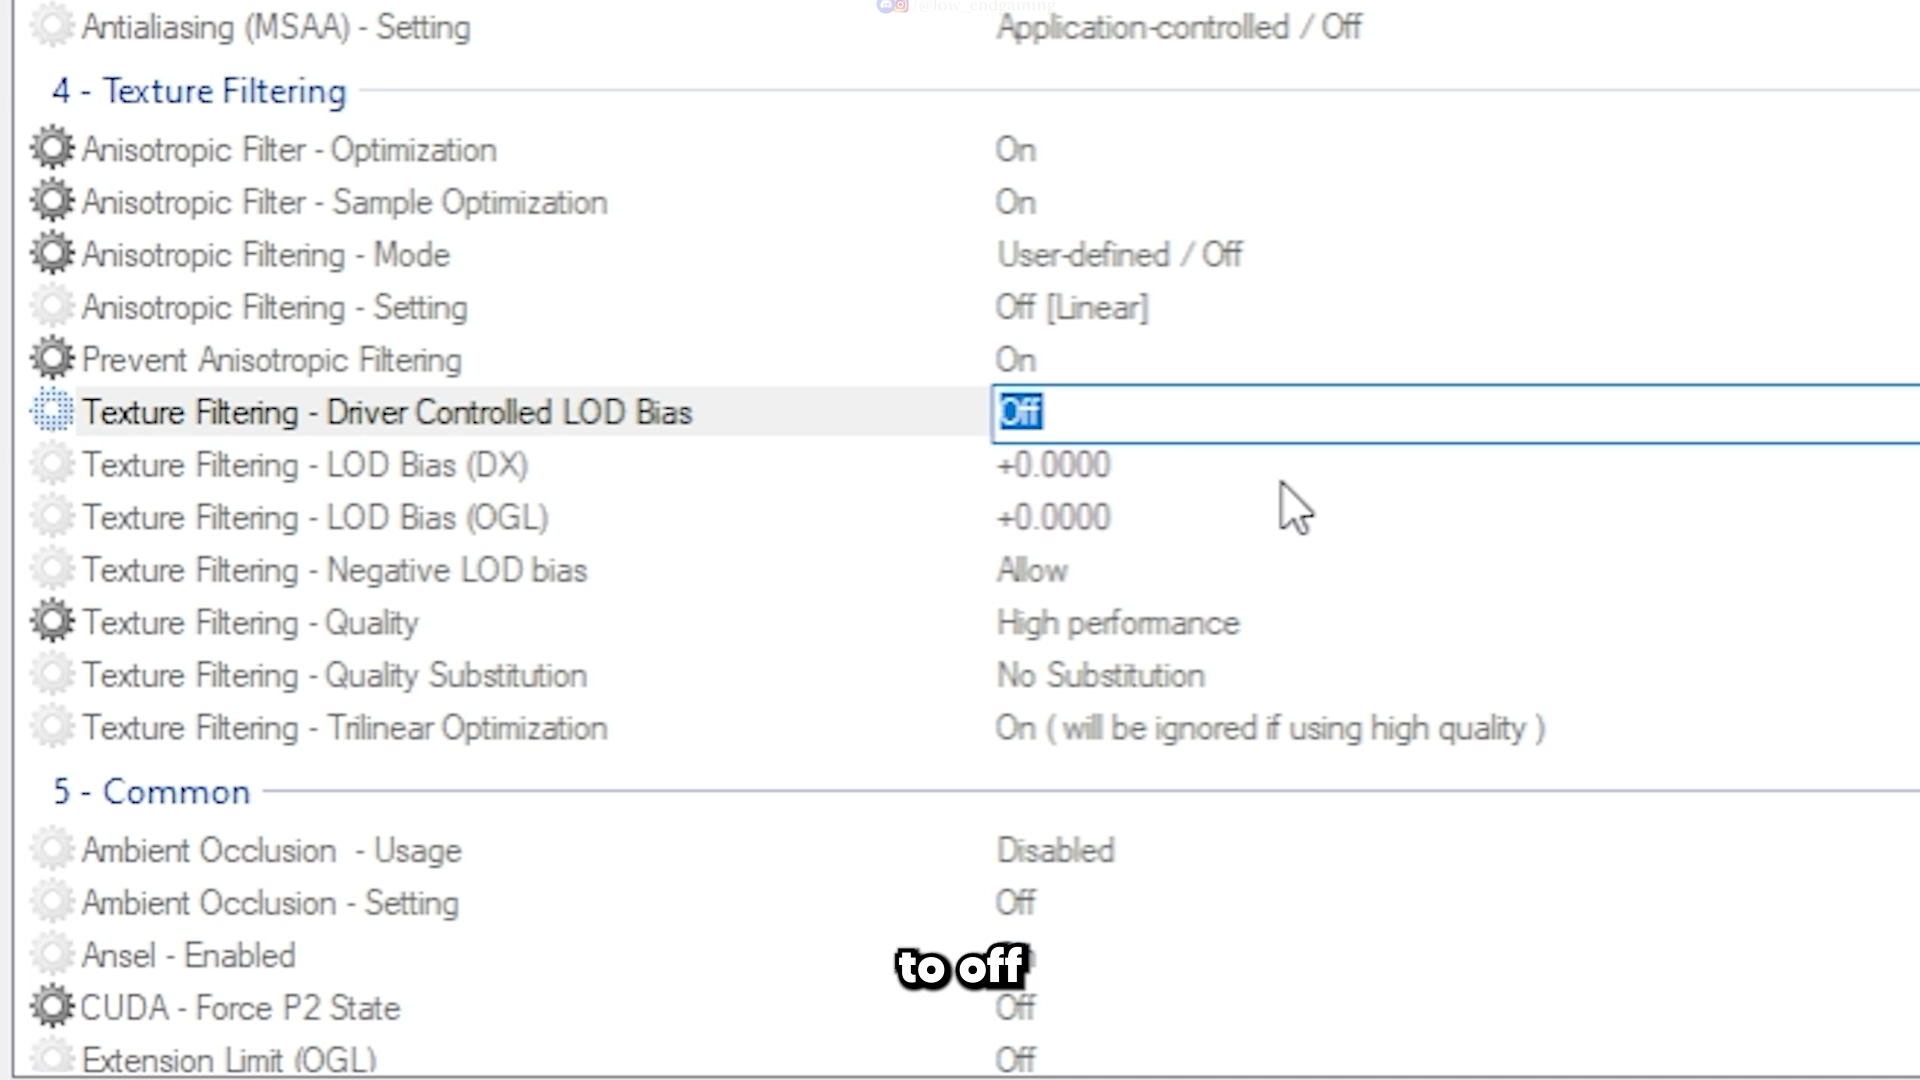 /@low_endgaming
Antialiasing (MSAA) - Setting Application-controlled / Off
4 - Texture Filtering
Anisotropic Filter - Optimization On
Anisotropic Filter - Sample Optimization On
Anisotropic Filtering - Mode User-defined / Off
Anisotropic Filtering - Setting Off [Linear]
Prevent Anisotropic Filtering On
Texture Filtering - Driver Controlled LOD Bias Off
Texture Filtering - LOD Bias (DX) +0.0000
Texture Filtering - LOD Bias (OGL) +0.0000
Texture Filtering - Negative LOD bias Allow
Texture Filtering - Quality High performance
Texture Filtering - Quality Substitution No Substitution
Texture Filtering - Trilinear Optimization On ( will be ignored if using high quality )
5 - Common
Ambient Occlusion - Usage Disabled
Ambient Occlusion - Setting Off
Ansel - Enabled
to off
CUDA - Force P2 State Off
Extension Limit (OGL) Off